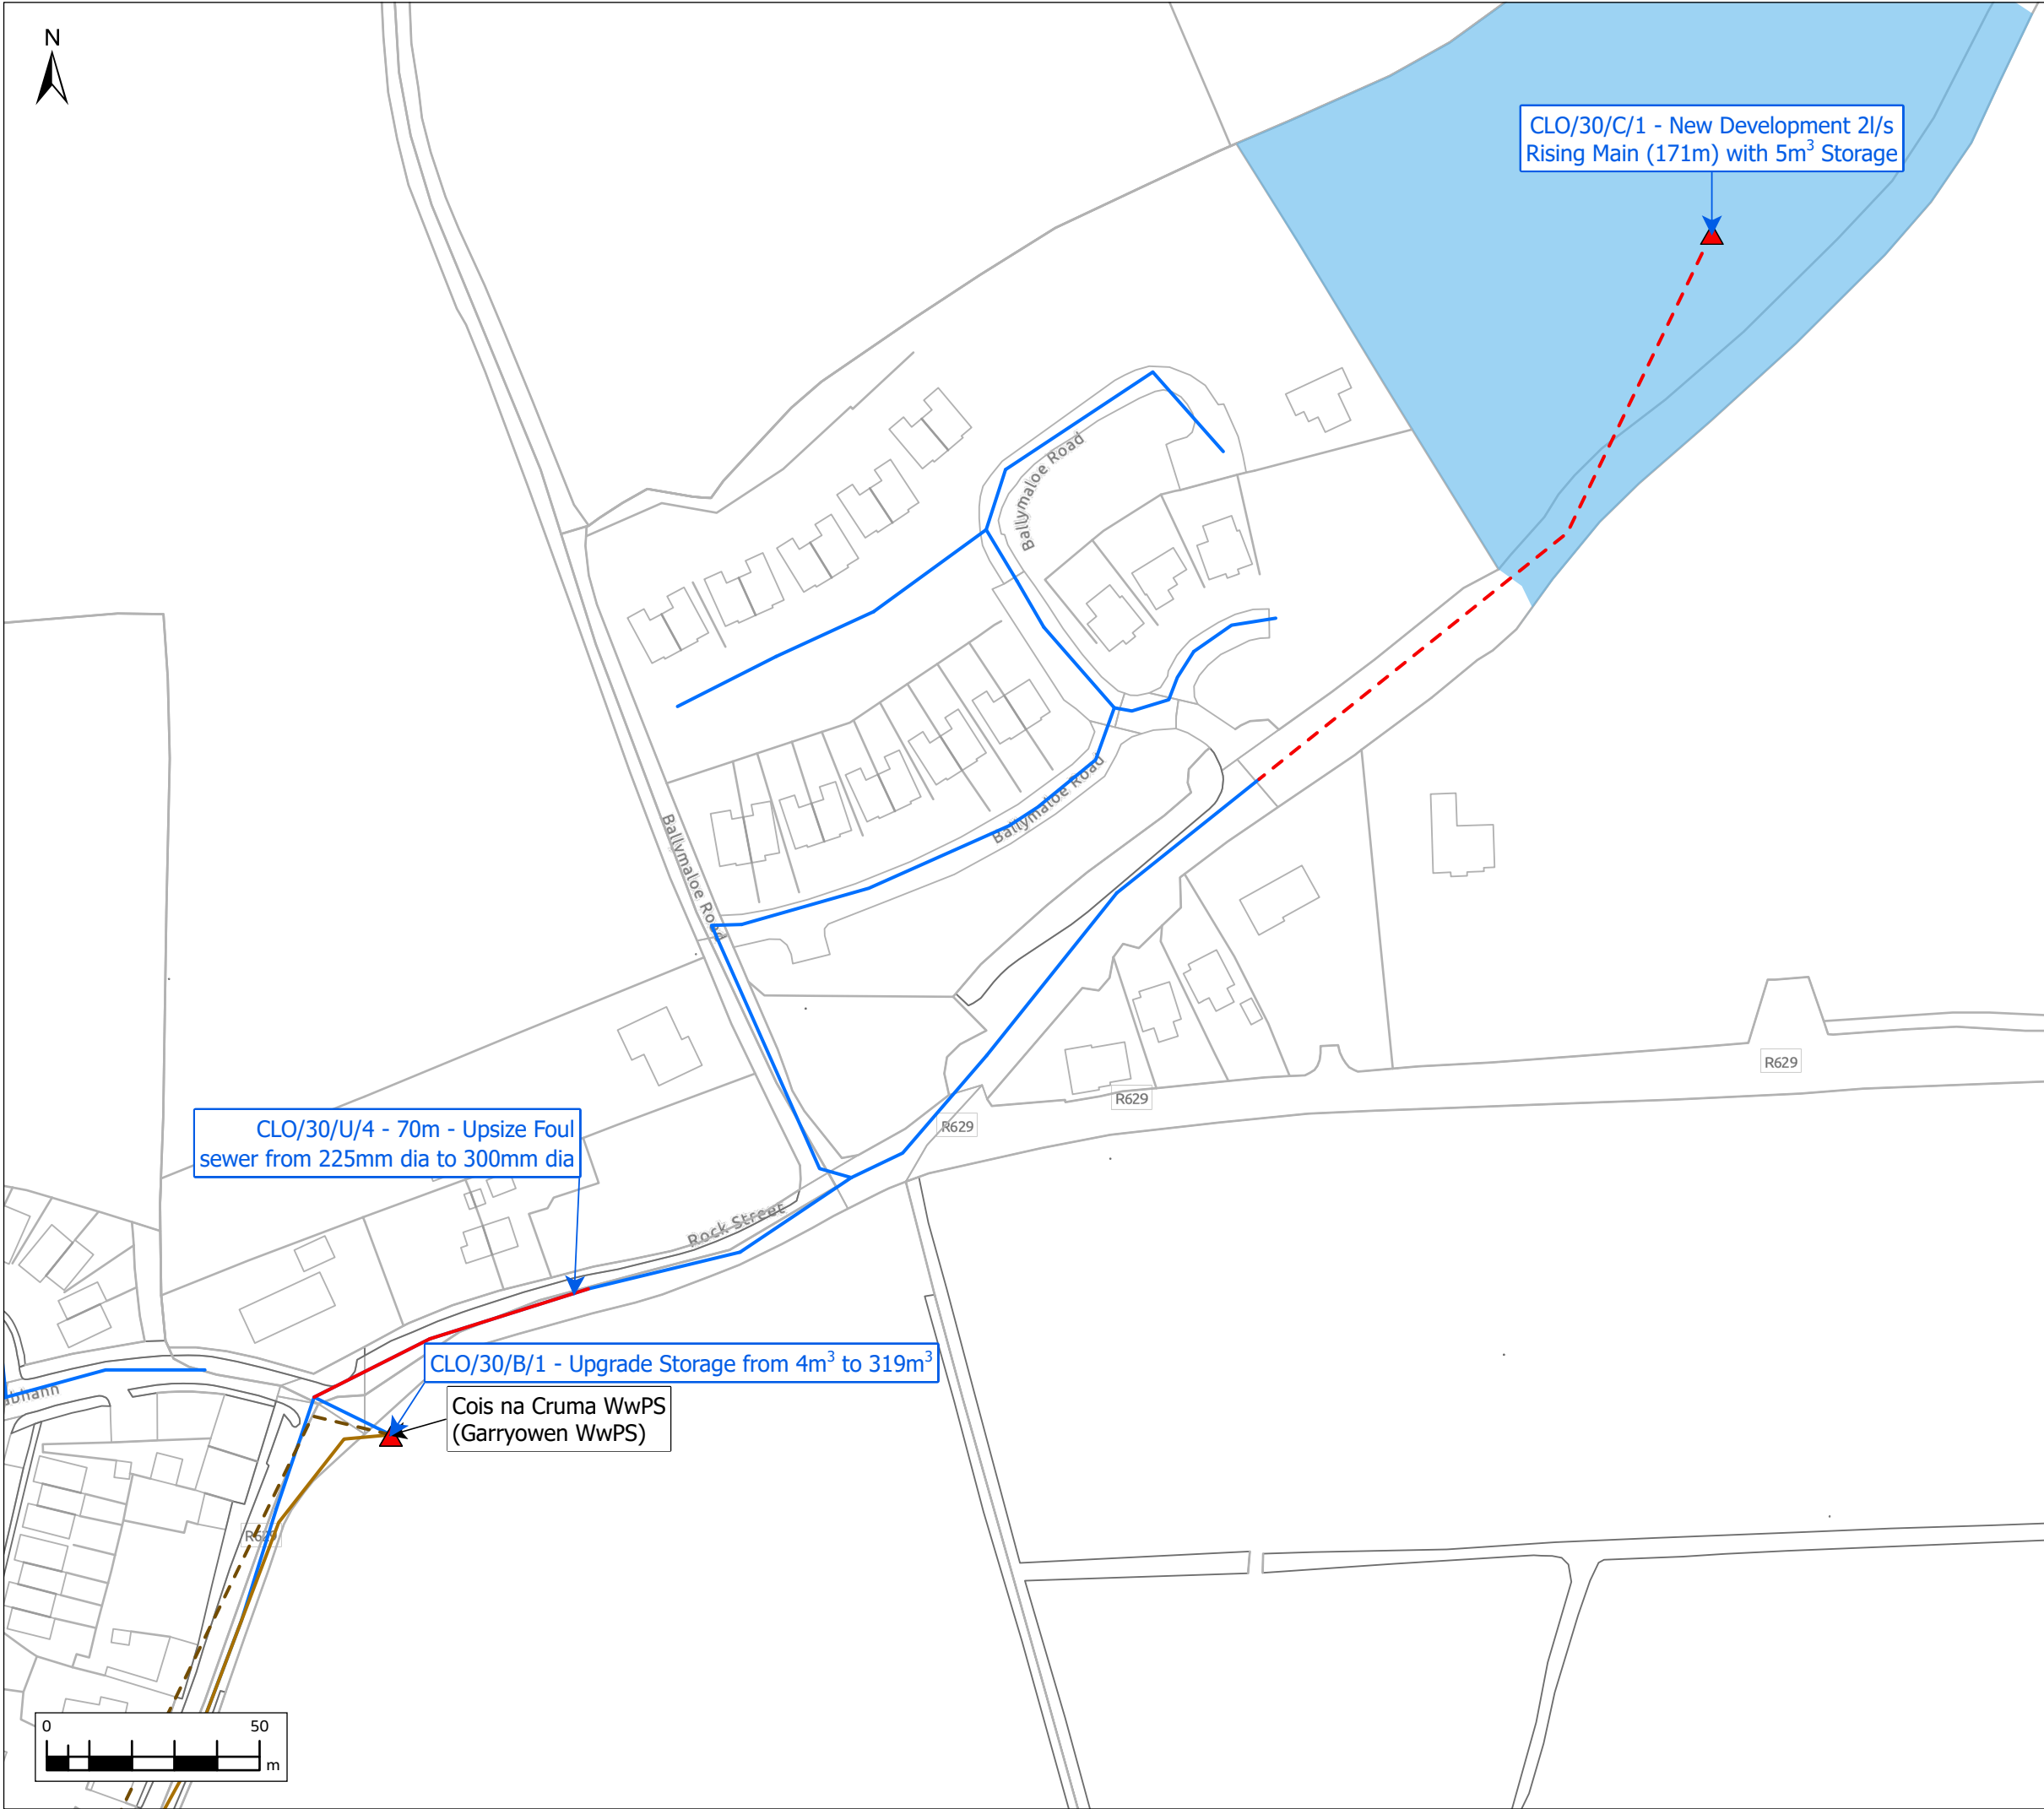 N
CLO/30/C/1 - New Development 2l/s
Rising Main (171m) with 5m³ Storage
Ballymaloe Road
Ballymaloe Road
Ballymaloe Road
R629
R629
R629
CLO/30/U/4 - 70m - Upsize Foul
sewer from 225mm dia to 300mm dia
Rock Street
CLO/30/B/1 - Upgrade Storage from 4m³ to 319m³
Cois na Cruma WwPS
(Garryowen WwPS)
R629
0 50
m